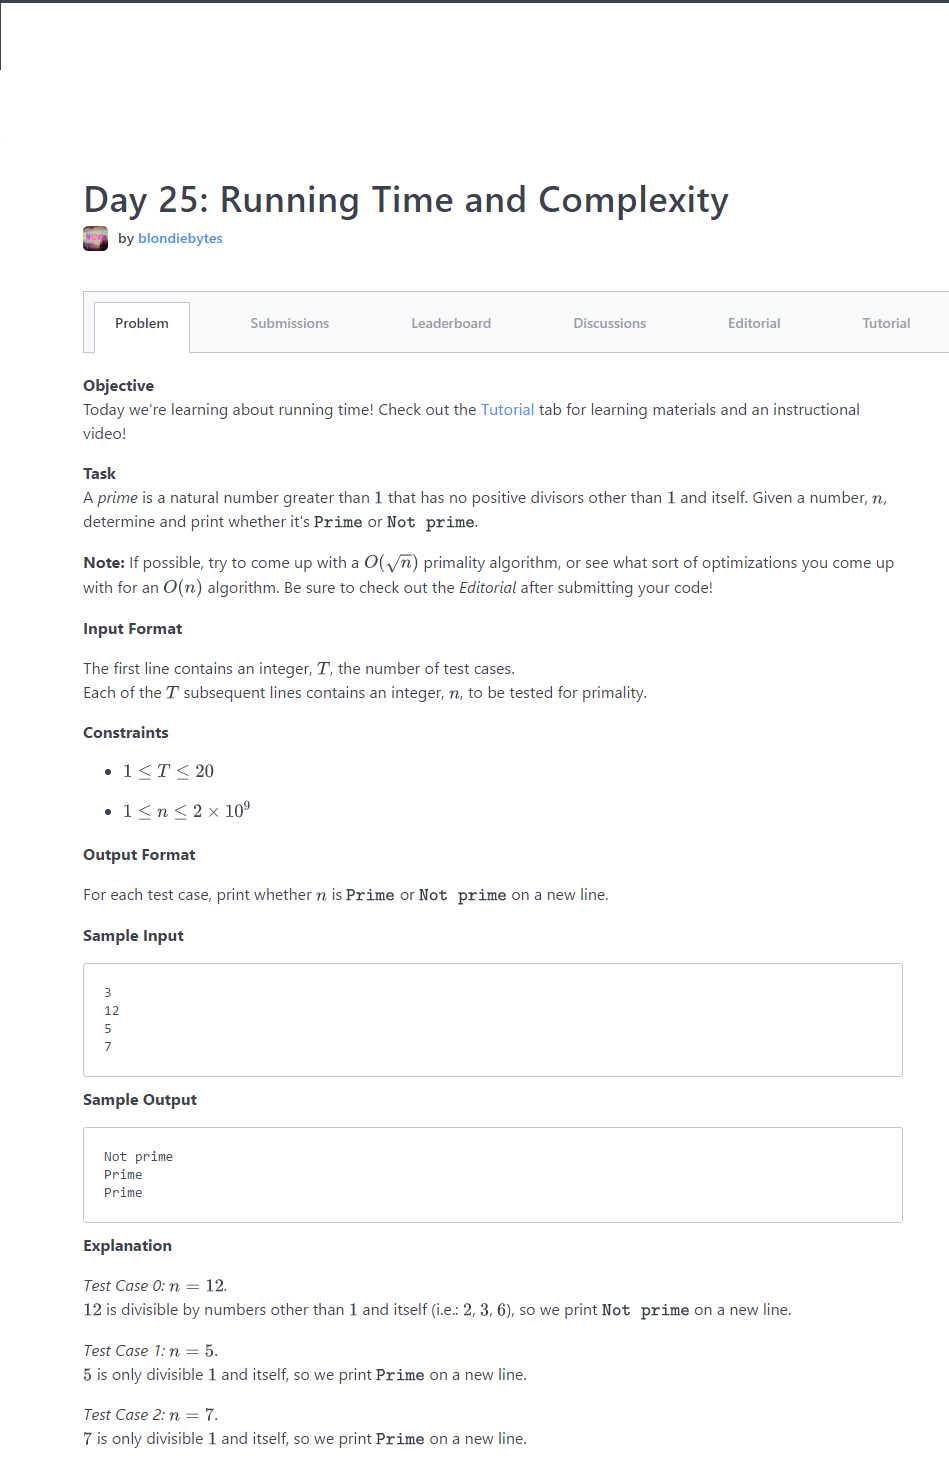 Day 25: Running Time and Complexity
by blondiebytes
Problem Submissions Leaderboard Discussions Editorial Tutorial
Objective
Today we're learning about running time! Check out the Tutorial tab for learning materials and an instructional
video!
Task
A prime is a natural number greater than 1 that has no positive divisors other than 1 and itself. Given a number, n,
determine and print whether it's Prime or Not prime.
Note: If possible, try to come up with a O(√n) primality algorithm, or see what sort of optimizations you come up
with for an O(n) algorithm. Be sure to check out the Editorial after submitting your code!
Input Format
The first line contains an integer, T, the number of test cases.
Each of the T subsequent lines contains an integer, n, to be tested for primality.
Constraints
• 1 ≤ T ≤ 20
• 1 ≤ n ≤ 2 × 10⁹
Output Format
For each test case, print whether n is Prime or Not prime on a new line.
Sample Input
3
12
5
7
Sample Output
Not prime
Prime
Prime
Explanation
Test Case 0: n = 12.
12 is divisible by numbers other than 1 and itself (i.e.: 2, 3, 6), so we print Not prime on a new line.
Test Case 1: n = 5.
5 is only divisible 1 and itself, so we print Prime on a new line.
Test Case 2: n = 7.
7 is only divisible 1 and itself, so we print Prime on a new line.